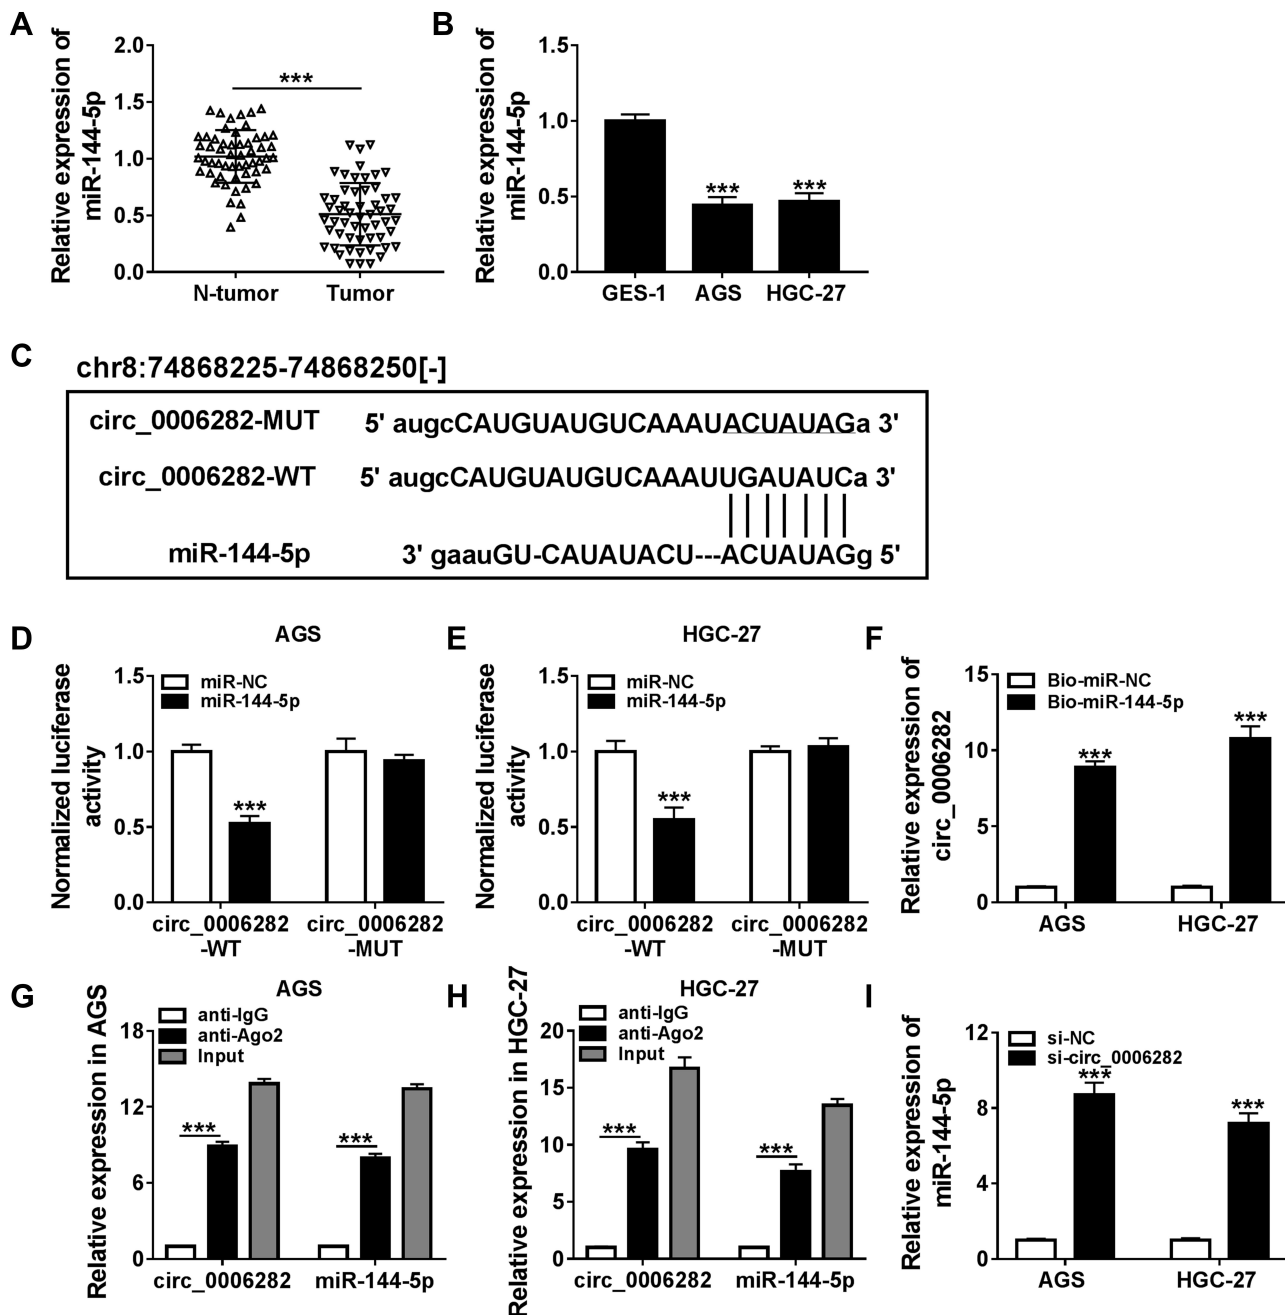 A
Relative expression of
miR-144-5p
2.0
1.5
1.0
0.5
0.0
***
N-tumor
Tumor
B
Relative expression of
miR-144-5p
1.5
1.0
0.5
0.0
***
***
GES-1
AGS
HGC-27
C
chr8:74868225-74868250[-]
circ_0006282-MUT 5' augcCAUGUAUGUCAAAUACUAUAGa 3'
circ_0006282-WT 5' augcCAUGUAUGUCAAAUUGAUAUCa 3'
miR-144-5p 3' gaauGU-CAUAUACU---ACUAUAGg 5'
D
AGS
Normalized luciferase
activity
1.5
1.0
0.5
0.0
miR-NC
miR-144-5p
***
circ_0006282
-WT
circ_0006282
-MUT
E
HGC-27
Normalized luciferase
activity
1.5
1.0
0.5
0.0
miR-NC
miR-144-5p
***
circ_0006282
-WT
circ_0006282
-MUT
F
Relative expression of
circ_0006282
15
10
5
0
Bio-miR-NC
Bio-miR-144-5p
***
***
AGS
HGC-27
G
AGS
Relative expression in AGS
18
12
6
0
anti-IgG
anti-Ago2
Input
***
***
circ_0006282
miR-144-5p
H
HGC-27
Relative expression in HGC-27
20
15
10
5
0
anti-IgG
anti-Ago2
Input
***
***
circ_0006282
miR-144-5p
I
Relative expression of
miR-144-5p
12
8
4
0
si-NC
si-circ_0006282
***
***
AGS
HGC-27